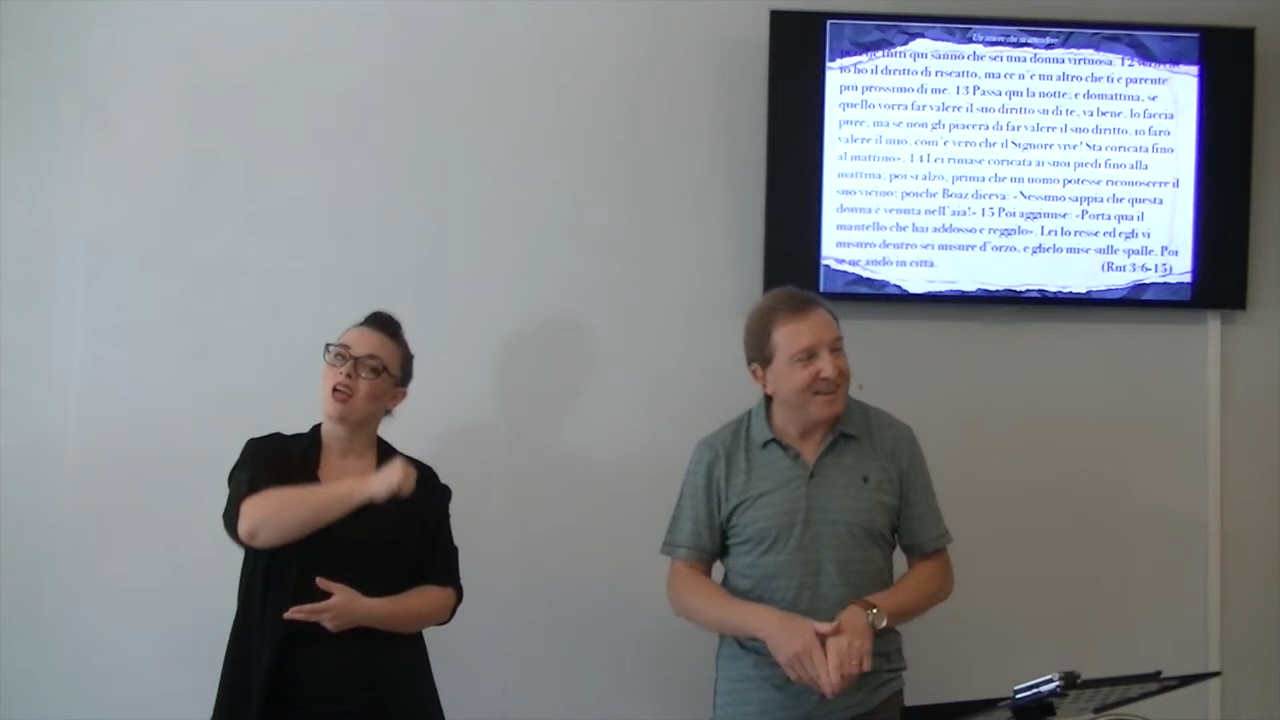 Un amore che sa attendere
perché tutti qui sanno che sei una donna virtuosa. 12
io ho il diritto di riscatto, ma ce n'è un altro che ti è parente
più prossimo di me. 13 Passa qui la notte; e domattina, se
quello vorrà far valere il suo diritto su di te, va bene, lo faccia
pure, ma se non gli piacerà di far valere il suo diritto, io farò
valere il mio, com'è vero che il Signore vive! Sta coricata fino
al mattino». 14 Lei rimase coricata ai suoi piedi fino alla
mattina; poi si alzò, prima che un uomo potesse riconoscere il
suo vicino; poiché Boaz diceva: «Nessuno sappia che questa
donna è venuta nell'aia!» 15 Poi aggiunse: «Porta qua il
mantello che hai addosso e reggilo». Lei lo resse ed egli vi
misurò dentro sei misure d'orzo, e glielo mise sulle spalle. Poi
se ne andò in città. (Rut 3:6-15)